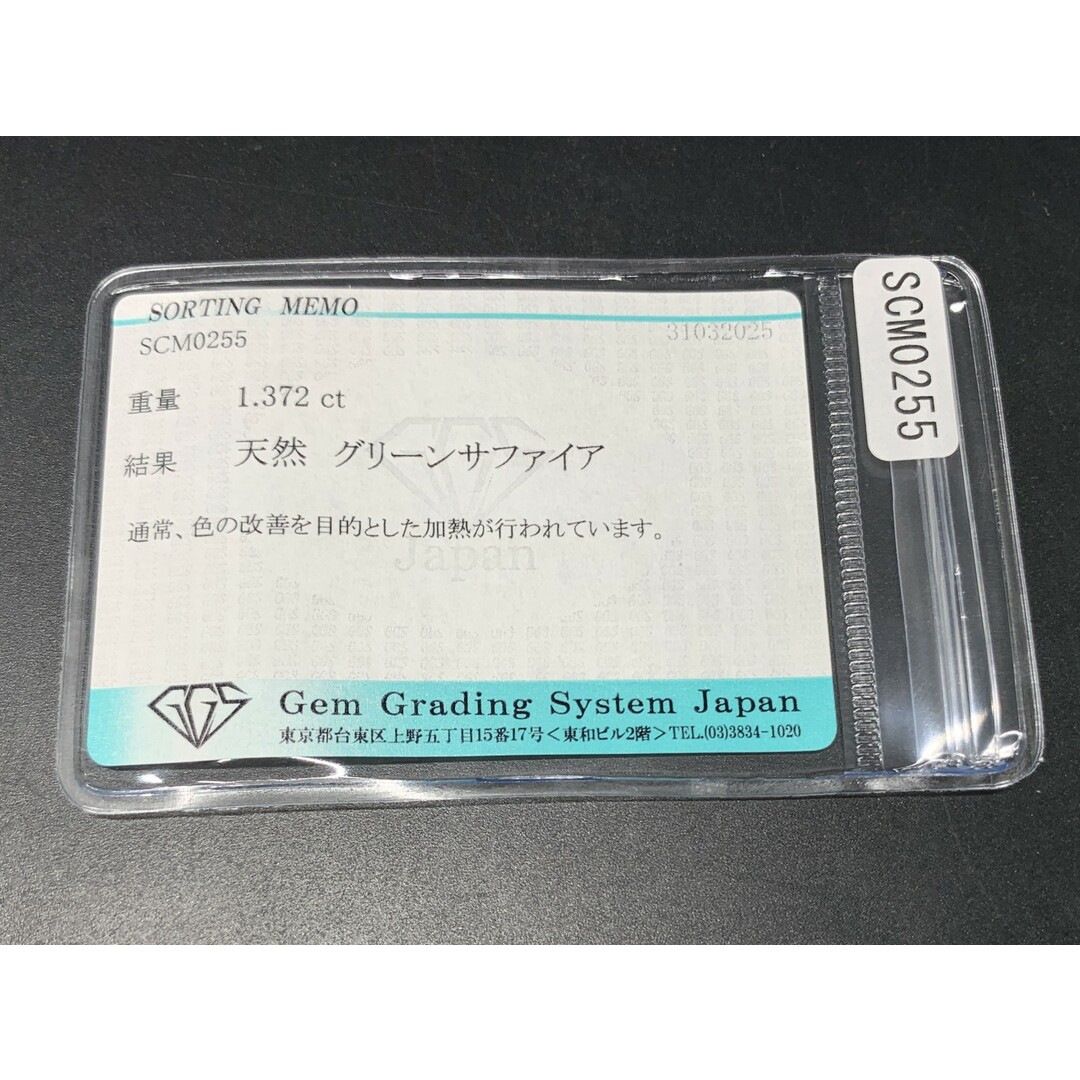 SORTING MEMO
SCM0255 31032025
重量 1.372 ct
結果 天然 グリーンサファイア
通常、色の改善を目的とした加熱が行われています。
Japan
GGS Gem Grading System Japan
東京都台東区上野五丁目15番17号＜東和ビル2階＞TEL.(03)3834-1020
SCM0255